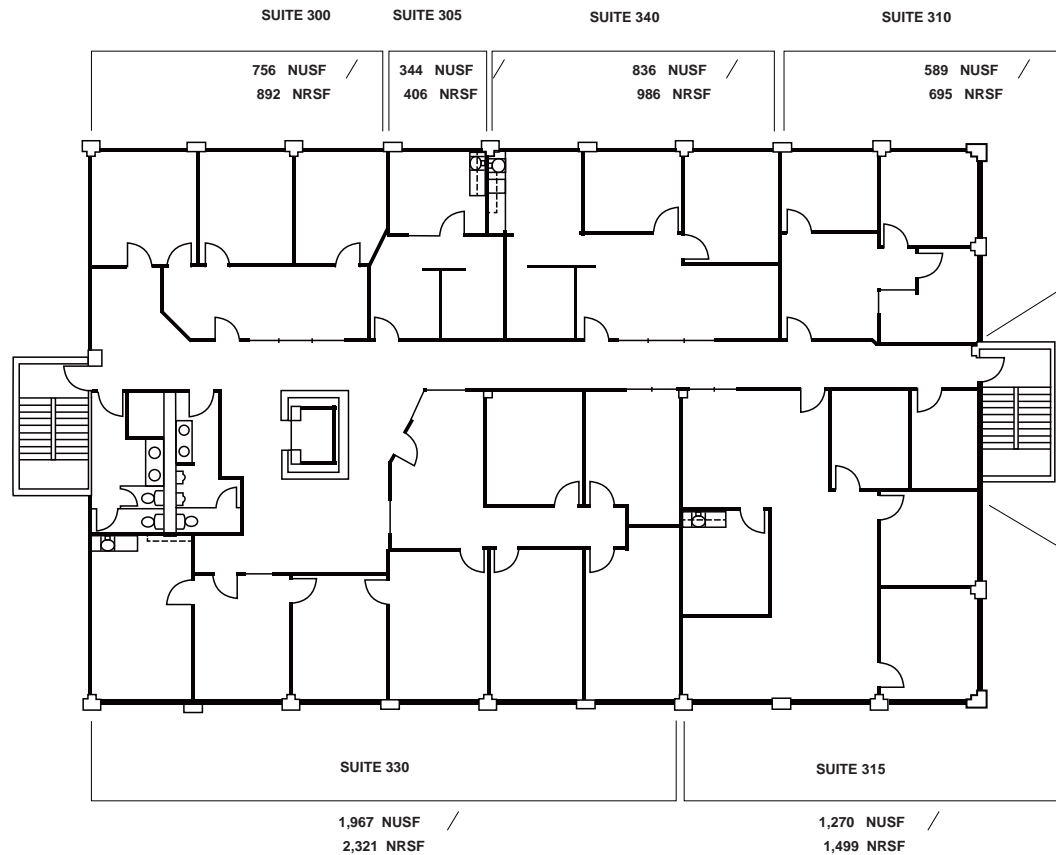 SUITE 300
SUITE 305
SUITE 340
SUITE 310
756 NUSF /
892 NRSF
344 NUSF /
406 NRSF
836 NUSF /
986 NRSF
589 NUSF /
695 NRSF
SUITE 330
SUITE 315
1,967 NUSF /
2,321 NRSF
1,270 NUSF /
1,499 NRSF